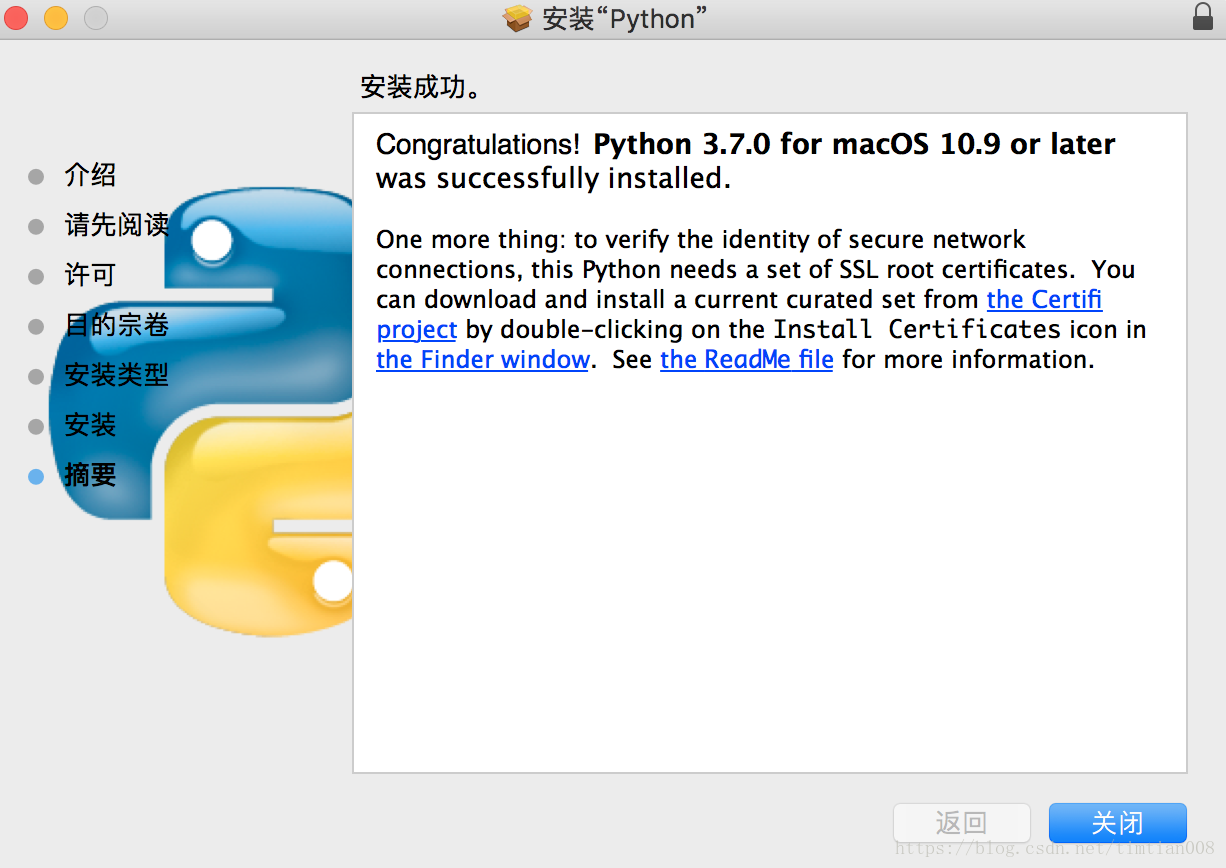 安装“Python”
安装成功。
介绍
请先阅读
许可
目的宗卷
安装类型
安装
摘要
Congratulations! Python 3.7.0 for macOS 10.9 or later
was successfully installed.
One more thing: to verify the identity of secure network
connections, this Python needs a set of SSL root certificates. You
can download and install a current curated set from the Certifi
project by double-clicking on the Install Certificates icon in
the Finder window. See the ReadMe file for more information.
返回
关闭
https://blog.csdn.net/timtian008